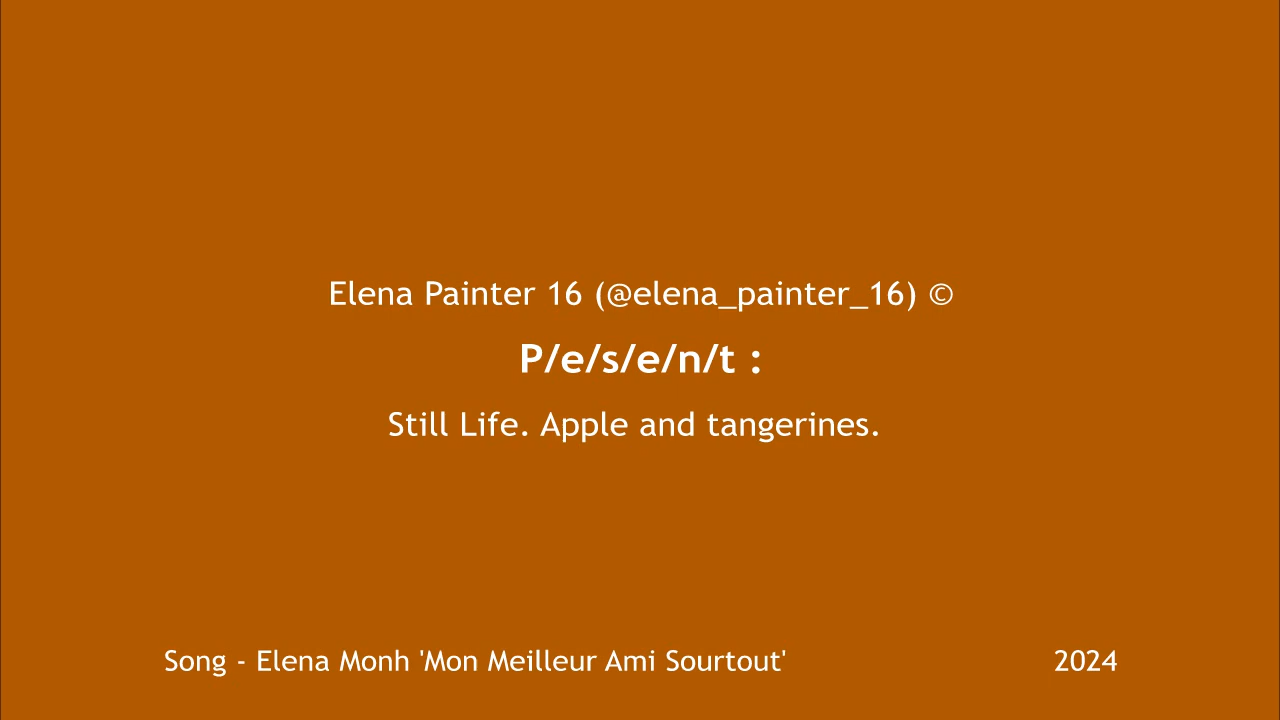 Elena Painter 16 (@elena_painter_16) ©
P/e/s/e/n/t :
Still Life. Apple and tangerines.
Song - Elena Monh 'Mon Meilleur Ami Sourtout'
2024